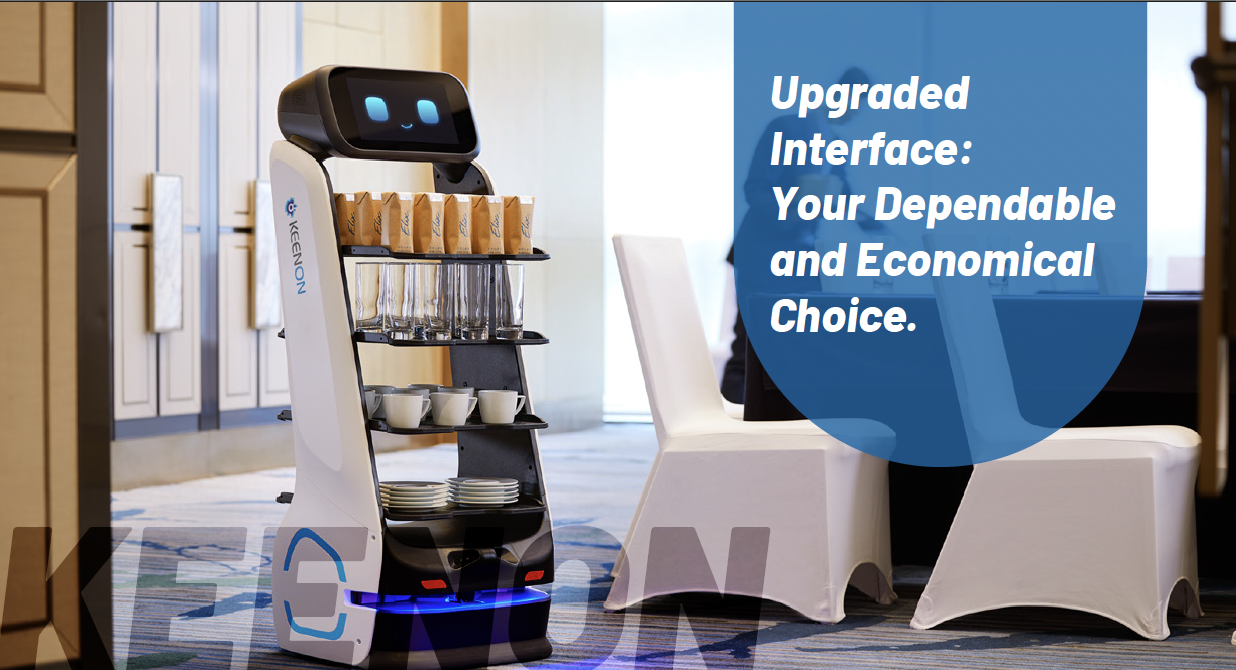 Upgraded
Interface:
Your Dependable
and Economical
Choice.
KEENON
KEENON